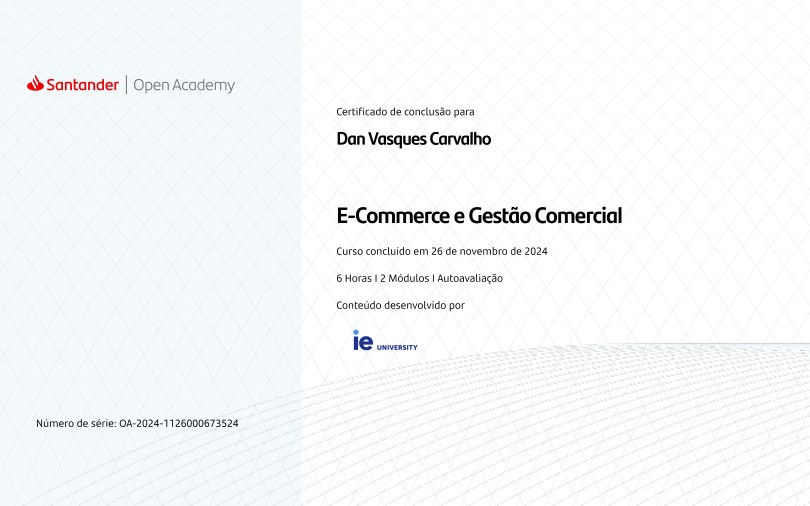 Santander | Open Academy
Certificado de conclusão para
Dan Vasques Carvalho
E-Commerce e Gestão Comercial
Curso concluído em 26 de novembro de 2024
6 Horas I 2 Módulos I Autoavaliação
Conteúdo desenvolvido por
ie UNIVERSITY
Número de série: OA-2024-1126000673524